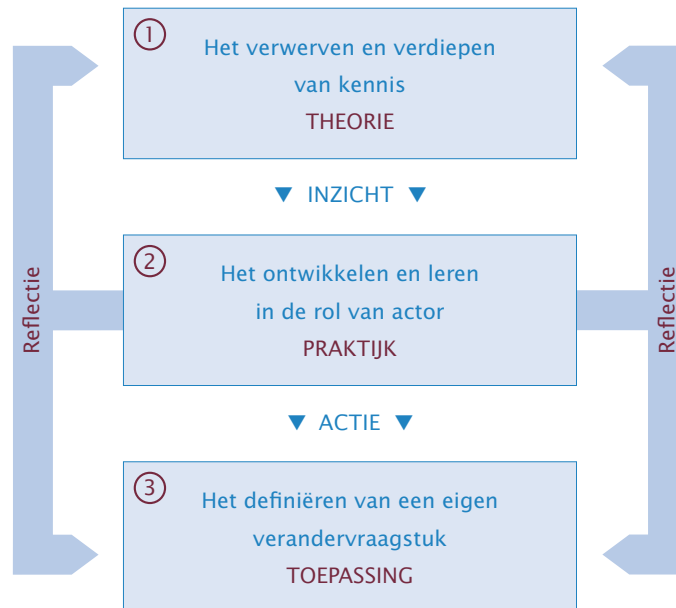 1
Het verwerven en verdiepen
van kennis
THEORIE
▼ INZICHT ▼
2
Het ontwikkelen en leren
in de rol van actor
PRAKTIJK
Reflectie
Reflectie
▼ ACTIE ▼
3
Het definiëren van een eigen
verandervraagstuk
TOEPASSING